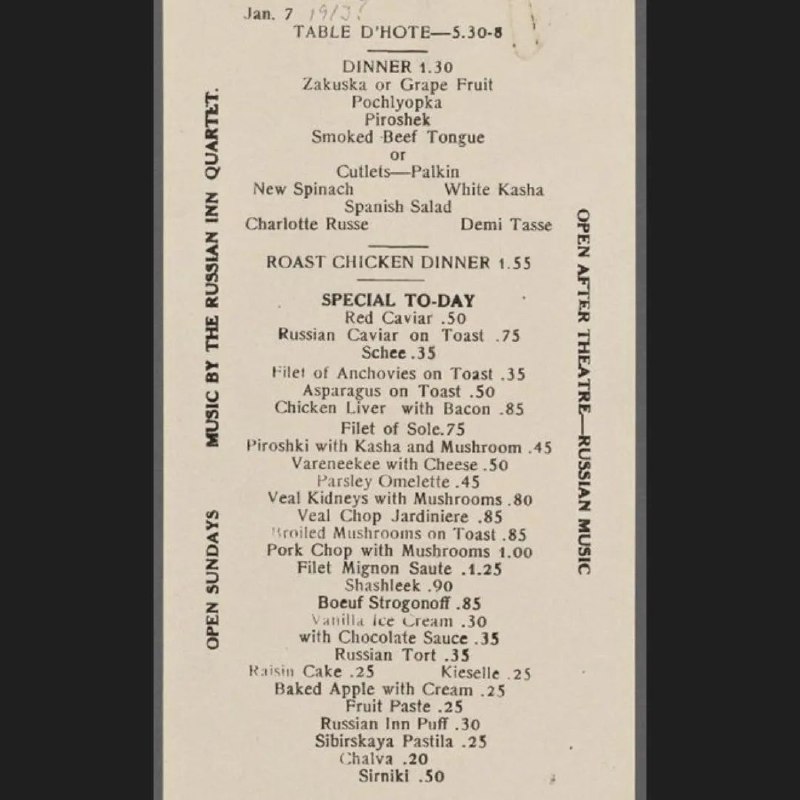 Jan. 7 1913?
TABLE D'HOTE—5.30-8
DINNER 1.30
Zakuska or Grape Fruit
Pochlyopka
Piroshek
Smoked Beef Tongue
or
Cutlets—Palkin
New Spinach White Kasha
Spanish Salad
Charlotte Russe Demi Tasse
ROAST CHICKEN DINNER 1.55
SPECIAL TO-DAY
Red Caviar .50
Russian Caviar on Toast .75
Schee .35
Filet of Anchovies on Toast .35
Asparagus on Toast .50
Chicken Liver with Bacon .85
Filet of Sole.75
Piroshki with Kasha and Mushroom .45
Vareneekee with Cheese .50
Parsley Omelette .45
Veal Kidneys with Mushrooms .80
Veal Chop Jardiniere .85
Broiled Mushrooms on Toast .85
Pork Chop with Mushrooms 1.00
Filet Mignon Saute .1.25
Shashleek .90
Boeuf Strogonoff .85
Vanilla Ice Cream .30
with Chocolate Sauce .35
Russian Tort .35
Raisin Cake .25 Kieselle .25
Baked Apple with Cream .25
Fruit Paste .25
Russian Inn Puff .30
Sibirskaya Pastila .25
Chalva .20
Sirniki .50
OPEN SUNDAYS MUSIC BY THE RUSSIAN INN QUARTET.
OPEN AFTER THEATRE—RUSSIAN MUSIC